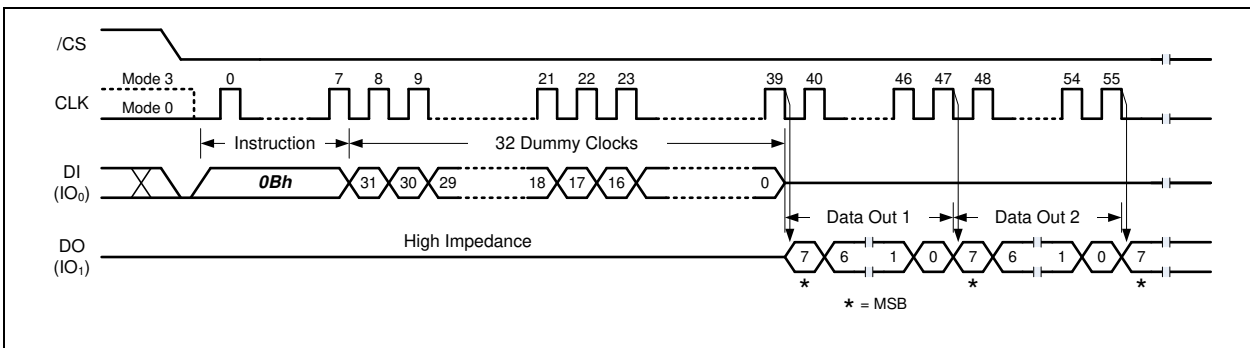 /CS
Mode 3 0 7 8 9 21 22 23 39 40 46 47 48 54 55
CLK
Mode 0
Instruction 32 Dummy Clocks
DI
(IO0)
0Bh 31 30 29 18 17 16 0
Data Out 1 Data Out 2
DO
(IO1)
High Impedance
7 6 1 0 7 6 1 0 7
* * *
* = MSB